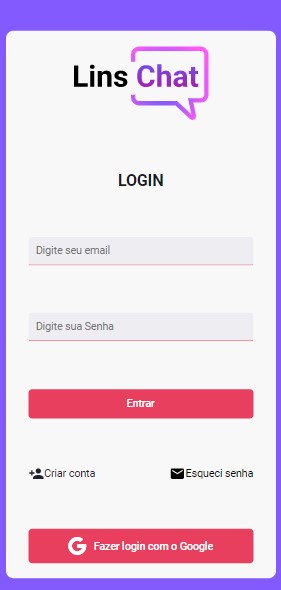 Lins Chat
LOGIN
Digite seu email
Digite sua Senha
Entrar
Criar conta
Esqueci senha
Fazer login com o Google